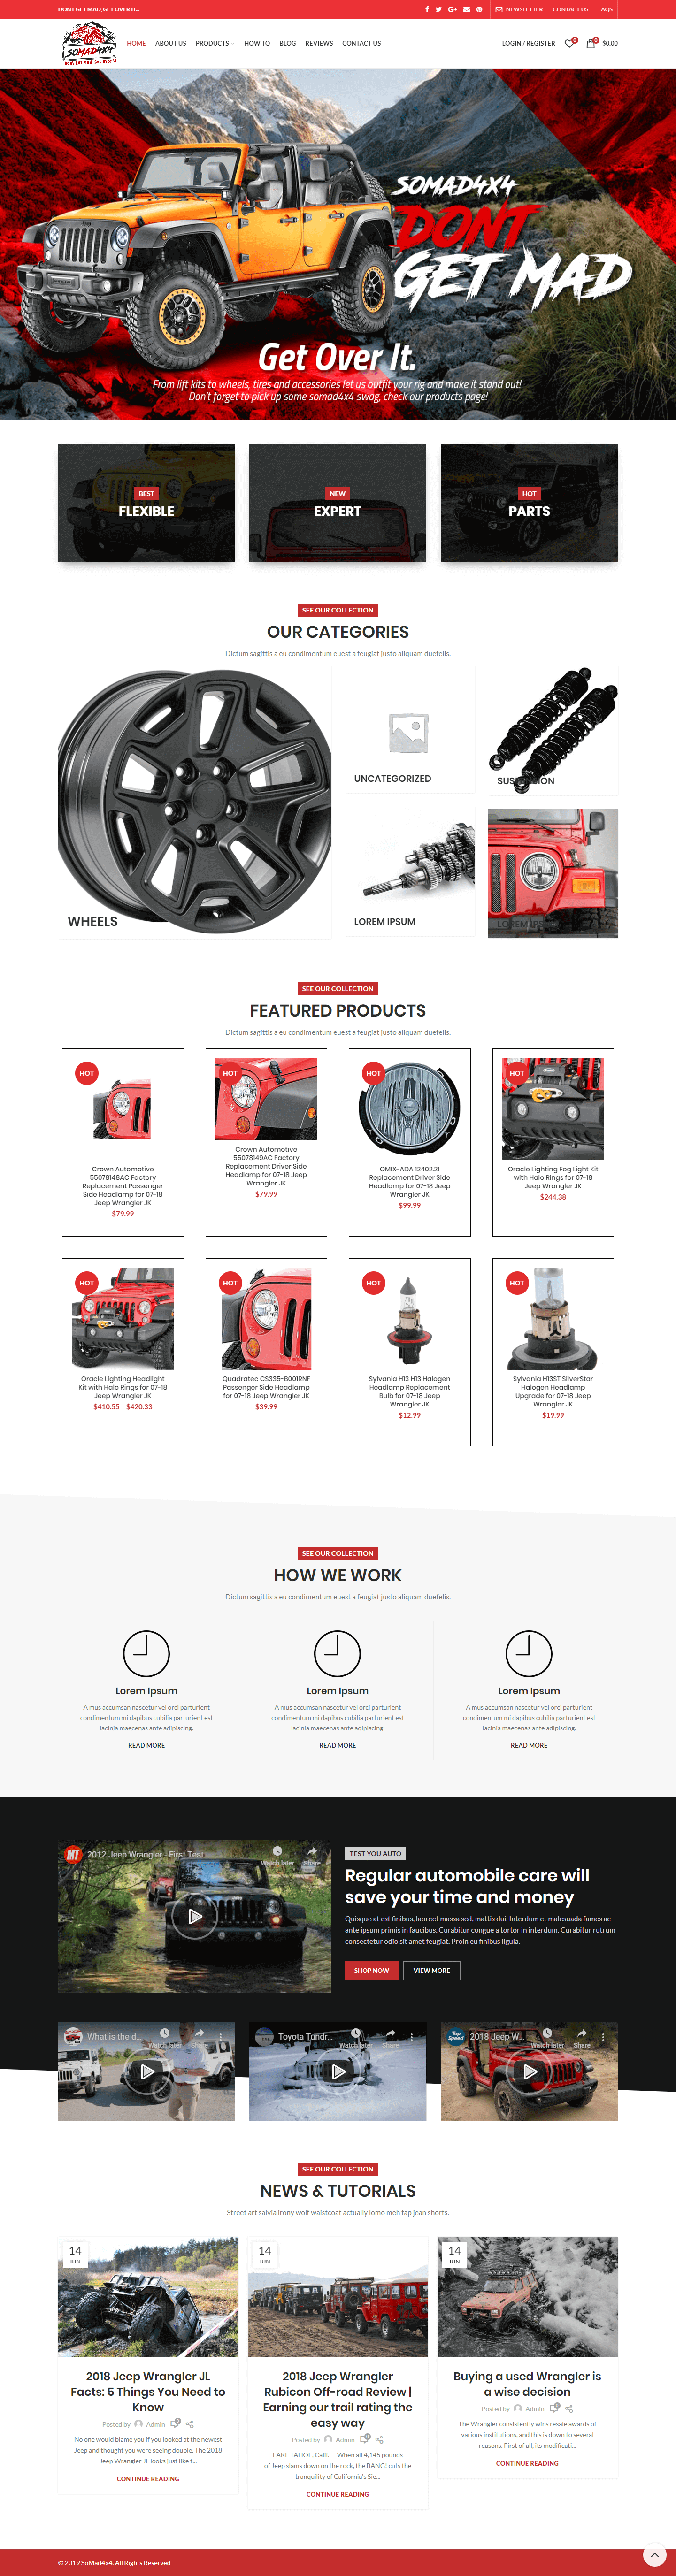 DONT GET MAD, GET OVER IT...
NEWSLETTER
CONTACT US
FAQS
SOMAD4X4
HOME
ABOUT US
PRODUCTS
HOW TO
BLOG
REVIEWS
CONTACT US
LOGIN / REGISTER
0
0
$0.00
SOMAD4X4
DONT
GET MAD
Get Over It.
From lift kits to wheels, tires and accessories let us outfit your rig and make it stand out!
Don't forget to pick up some somad4x4 swag, check our products page!
BEST
FLEXIBLE
NEW
EXPERT
HOT
PARTS
SEE OUR COLLECTION
OUR CATEGORIES
Dictum sagittis a eu condimentum euest a feugiat justo aliquam duefelis.
WHEELS
UNCATEGORIZED
SUSPENSION
LOREM IPSUM
LOREM IPSUM
SEE OUR COLLECTION
FEATURED PRODUCTS
Dictum sagittis a eu condimentum euest a feugiat justo aliquam duefelis.
HOT
Crown Automotive
55078148AC Factory
Replacement Passenger
Side Headlamp for 07-18
Jeep Wrangler JK
$79.99
HOT
Crown Automotive
55078149AC Factory
Replacement Driver Side
Headlamp for 07-18 Jeep
Wrangler JK
$79.99
HOT
OMIX-ADA 12402.21
Replacement Driver Side
Headlamp for 07-18 Jeep
Wrangler JK
$99.99
HOT
Oracle Lighting Fog Light Kit
with Halo Rings for 07-18
Jeep Wrangler JK
$244.38
HOT
Oracle Lighting Headlight
Kit with Halo Rings for 07-18
Jeep Wrangler JK
$410.55 – $420.33
HOT
Quadratec CS335-B001RNF
Passenger Side Headlamp
for 07-18 Jeep Wrangler JK
$39.99
HOT
Sylvania H13 H13 Halogen
Headlamp Replacement
Bulb for 07-18 Jeep
Wrangler JK
$12.99
HOT
Sylvania H13ST SilverStar
Halogen Headlamp
Upgrade for 07-18 Jeep
Wrangler JK
$19.99
SEE OUR COLLECTION
HOW WE WORK
Dictum sagittis a eu condimentum euest a feugiat justo aliquam duefelis.
Lorem Ipsum
A mus accumsan nascetur vel orci parturient
condimentum mi dapibus cubilia parturient est
lacinia maecenas ante adipiscing.
READ MORE
Lorem Ipsum
A mus accumsan nascetur vel orci parturient
condimentum mi dapibus cubilia parturient est
lacinia maecenas ante adipiscing.
READ MORE
Lorem Ipsum
A mus accumsan nascetur vel orci parturient
condimentum mi dapibus cubilia parturient est
lacinia maecenas ante adipiscing.
READ MORE
MT
2012 Jeep Wrangler - First Test
Watch later
Share
TEST YOU AUTO
Regular automobile care will
save your time and money
Quisque at est finibus, laoreet massa sed, mattis dui. Interdum et malesuada fames ac
ante ipsum primis in faucibus. Curabitur congue a tortor in interdum. Curabitur rutrum
consectetur odio sit amet feugiat. Proin eu finibus ligula.
SHOP NOW
VIEW MORE
What is the d...
Watch later
Share
Toyota Tundr...
Watch later
Share
Top Speed
2018 Jeep W...
Watch later
Share
SEE OUR COLLECTION
NEWS & TUTORIALS
Street art salvia irony wolf waistcoat actually lomo meh fap jean shorts.
14
JUN
2018 Jeep Wrangler JL
Facts: 5 Things You Need to
Know
Posted by Admin 0
No one would blame you if you looked at the newest
Jeep and thought you were seeing double. The 2018
Jeep Wrangler JL looks just like t...
CONTINUE READING
14
JUN
2018 Jeep Wrangler
Rubicon Off-road Review |
Earning our trail rating the
easy way
Posted by Admin 0
LAKE TAHOE, Calif. — When all 4,145 pounds
of Jeep slams down on the rock, the BANG! cuts the
tranquility of California's Sie...
CONTINUE READING
14
JUN
Buying a used Wrangler is
a wise decision
Posted by Admin 0
The Wrangler consistently wins resale awards of
various institutions, and this is down to several
reasons. First of all, its modificati...
CONTINUE READING
© 2019 SoMad4x4. All Rights Reserved